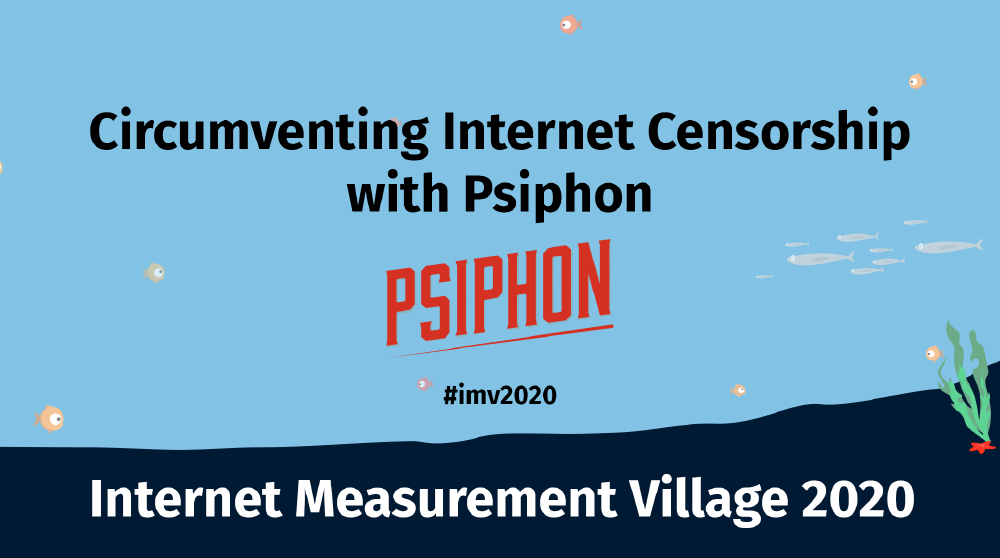 Circumventing Internet Censorship
with Psiphon
PSIPHON
#imv2020
Internet Measurement Village 2020